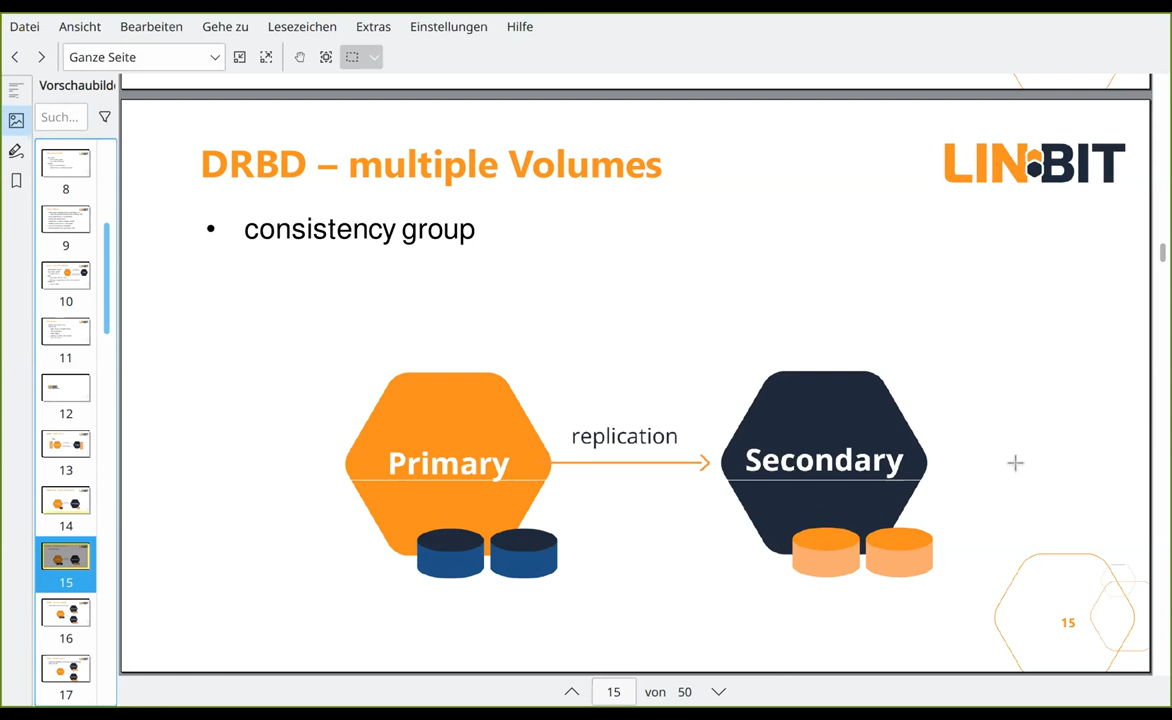 Datei Ansicht Bearbeiten Gehe zu Lesezeichen Extras Einstellungen Hilfe
Ganze Seite
Vorschaubild
Such...
8
9
10
11
12
13
14
15
16
17
DRBD – multiple Volumes
LINBIT
• consistency group
replication
Primary
Secondary
15
15 von 50